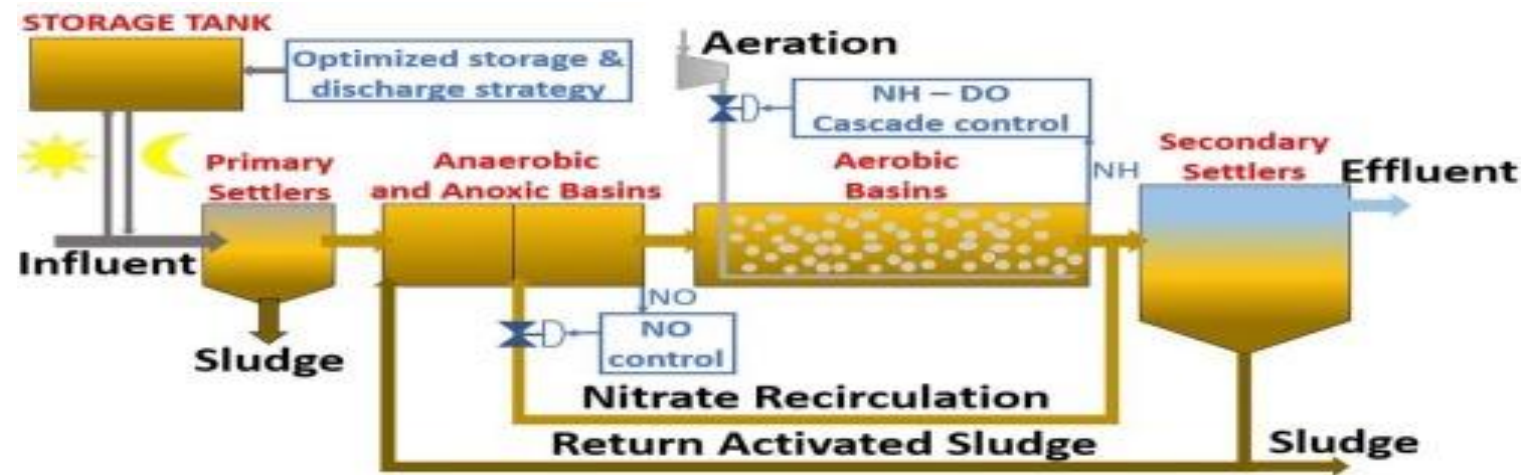 STORAGE TANK
Optimized storage &
discharge strategy
Aeration
NH – DO
Cascade control
Primary
Settlers
Anaerobic
and Anoxic Basins
Aerobic
Basins
NH
Secondary
Settlers
Effluent
Influent
Sludge
NO
NO
control
Nitrate Recirculation
Return Activated Sludge
Sludge